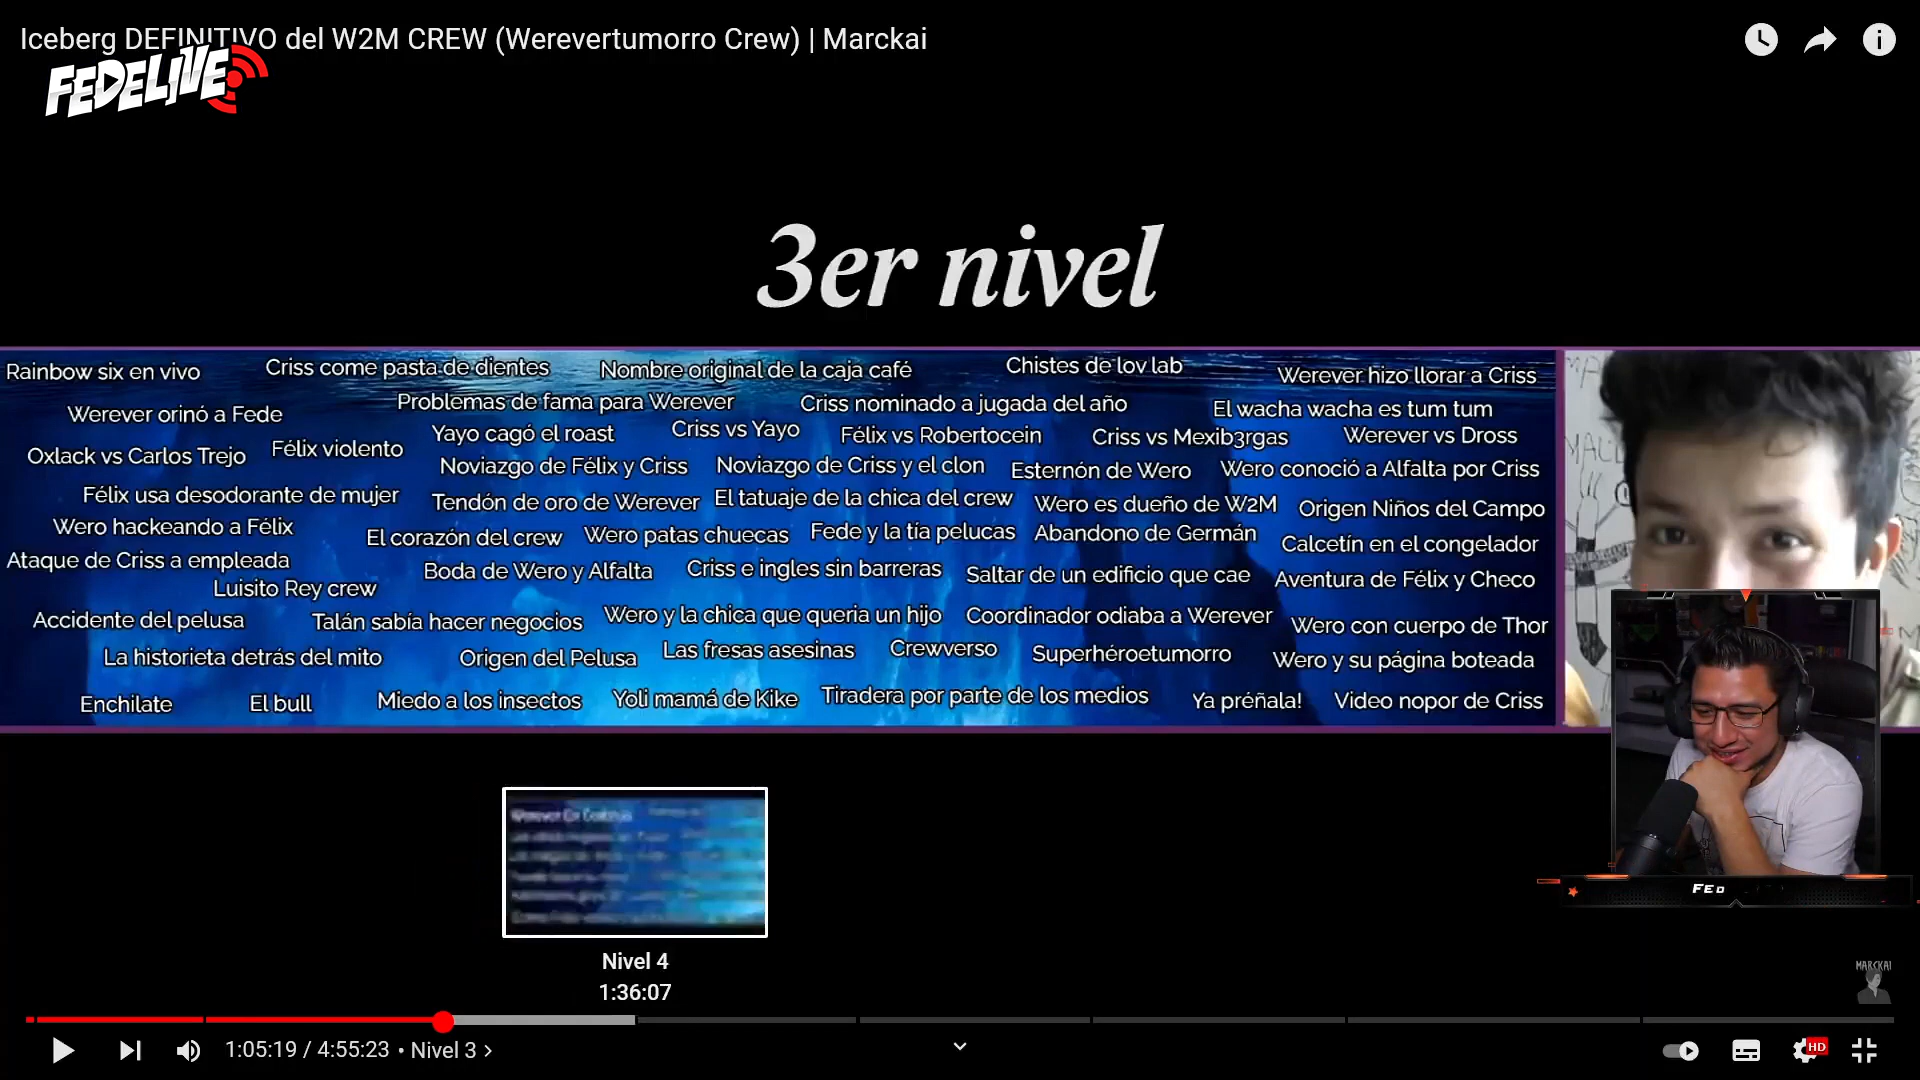 Iceberg DEFINITIVO del W2M CREW (Werevertumorro Crew) | Marckai
FEDELIVE
3er nivel
Rainbow six en vivo
Criss come pasta de dientes
Nombre original de la caja café
Chistes de lov lab
Werever hizo llorar a Criss
Werever orinó a Fede
Problemas de fama para Werever
Criss nominado a jugada del año
El wacha wacha es tum tum
Oxlack vs Carlos Trejo
Félix violento
Yayo cagó el roast
Criss vs Yayo
Félix vs Robertocein
Criss vs Mexib3rgas
Werever vs Dross
Noviazgo de Félix y Criss
Noviazgo de Criss y el clon
Esternón de Wero
Wero conoció a Alfalta por Criss
Félix usa desodorante de mujer
Tendón de oro de Werever
El tatuaje de la chica del crew
Wero es dueño de W2M
Origen Niños del Campo
Wero hackeando a Félix
El corazón del crew
Wero patas chuecas
Fede y la tía pelucas
Abandono de Germán
Calcetín en el congelador
Ataque de Criss a empleada
Luisito Rey crew
Boda de Wero y Alfalta
Criss e ingles sin barreras
Saltar de un edificio que cae
Aventura de Félix y Checo
Accidente del pelusa
Talán sabía hacer negocios
Wero y la chica que queria un hijo
Coordinador odiaba a Werever
Wero con cuerpo de Thor
La historieta detrás del mito
Origen del Pelusa
Las fresas asesinas
Crewverso
Superhéroetumorro
Wero y su página boteada
Enchilate
El bull
Miedo a los insectos
Yoli mamá de Kike
Tiradera por parte de los medios
Ya préñala!
Video nopor de Criss
FED
Nivel 4
1:36:07
MARCKAI
1:05:19 / 4:55:23 • Nivel 3 >
HD